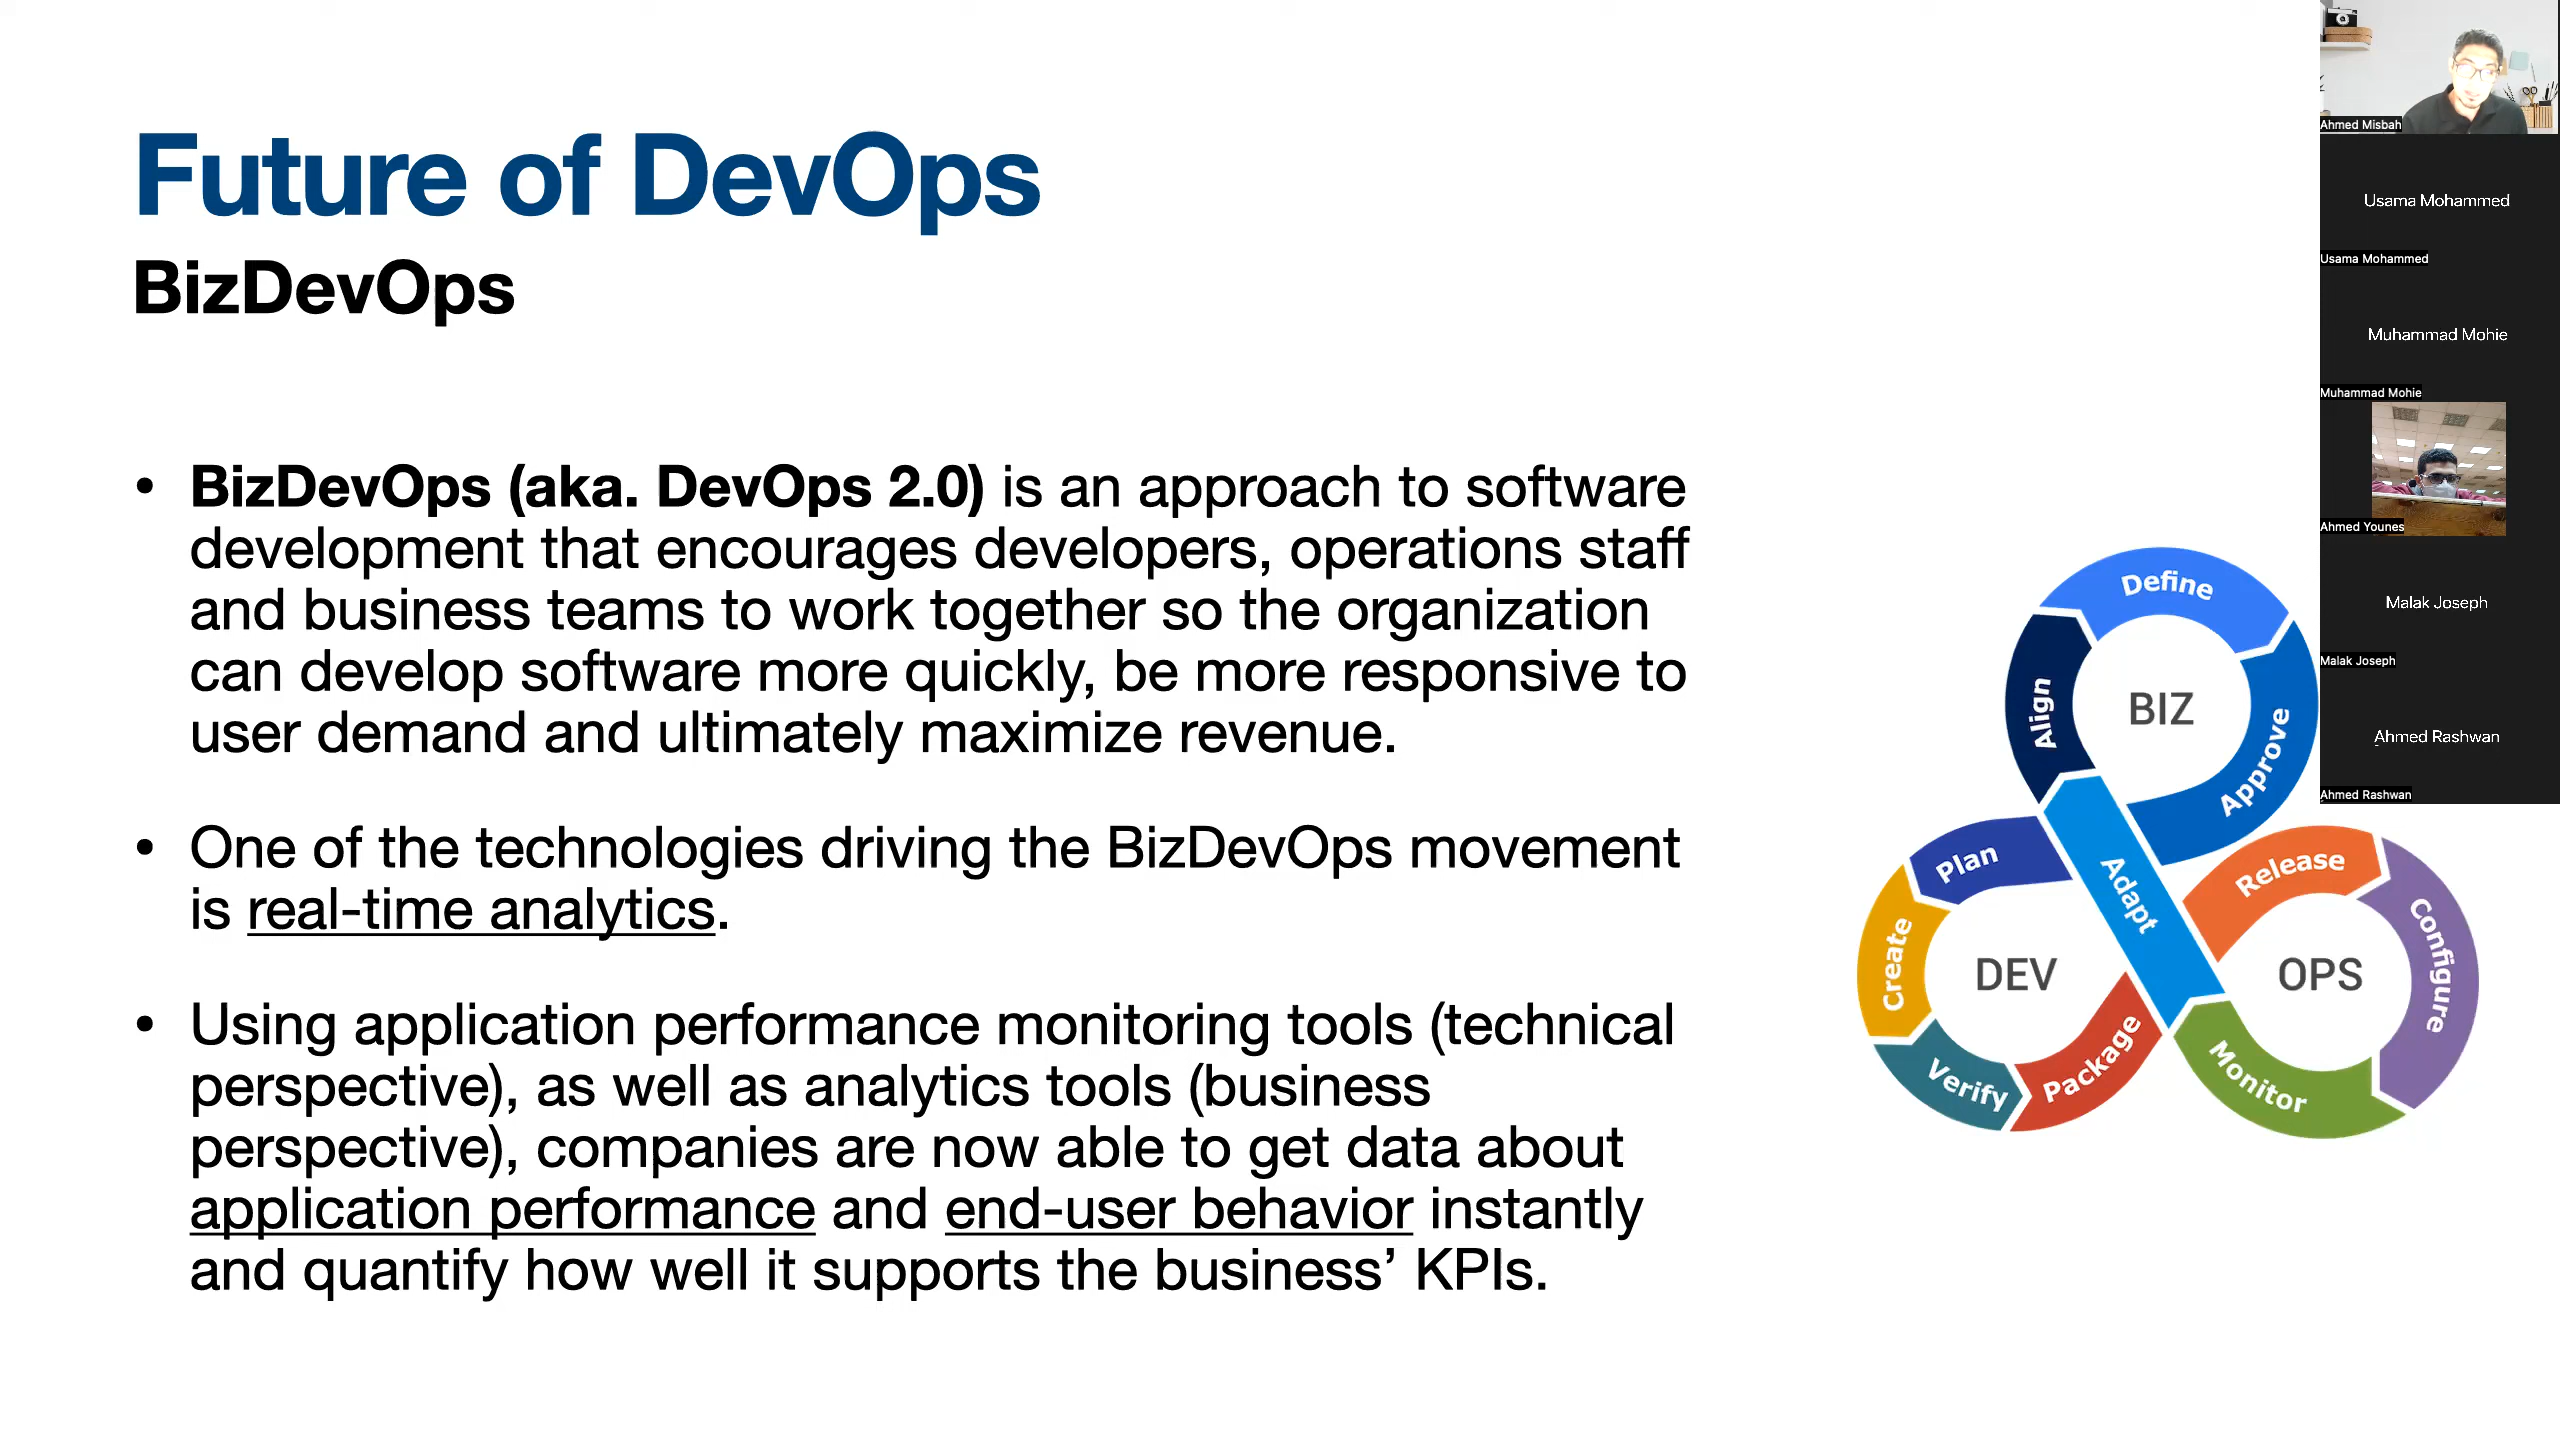 Future of DevOps
BizDevOps
• BizDevOps (aka. DevOps 2.0) is an approach to software
development that encourages developers, operations staff
and business teams to work together so the organization
can develop software more quickly, be more responsive to
user demand and ultimately maximize revenue.
• One of the technologies driving the BizDevOps movement
is real-time analytics.
• Using application performance monitoring tools (technical
perspective), as well as analytics tools (business
perspective), companies are now able to get data about
application performance and end-user behavior instantly
and quantify how well it supports the business’ KPIs.
Define
Align
BIZ
Approve
Adapt
Plan
Create
DEV
Verify
Package
Release
Configure
OPS
Monitor
Ahmed Misbah
Usama Mohammed
Usama Mohammed
Muhammad Mohie
Muhammad Mohie
Ahmed Younes
Malak Joseph
Malak Joseph
Ahmed Rashwan
Ahmed Rashwan